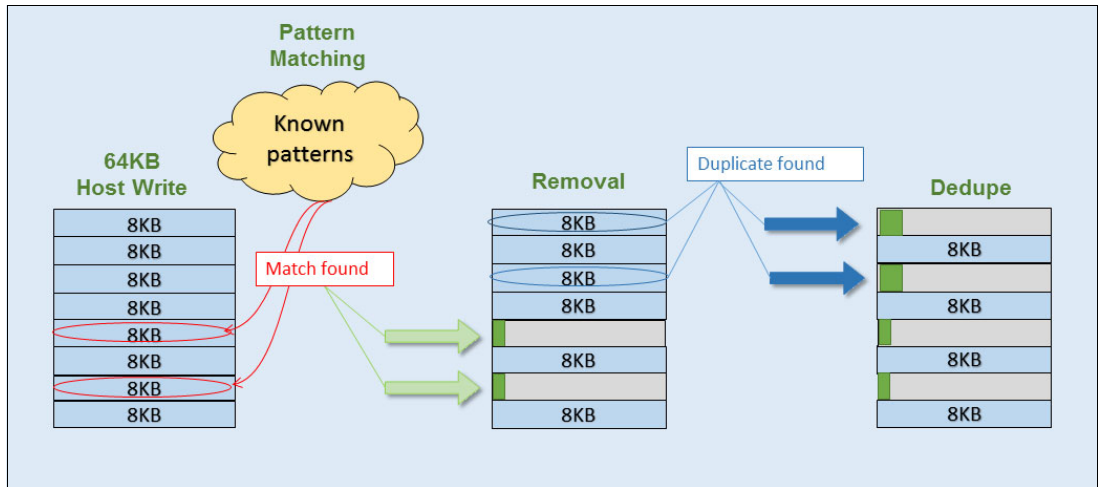 Pattern
Matching
Known
patterns
64KB
Host Write
8KB
8KB
8KB
8KB
8KB
8KB
8KB
8KB
Match found
Removal
8KB
8KB
8KB
8KB
8KB
8KB
Duplicate found
Dedupe
8KB
8KB
8KB
8KB